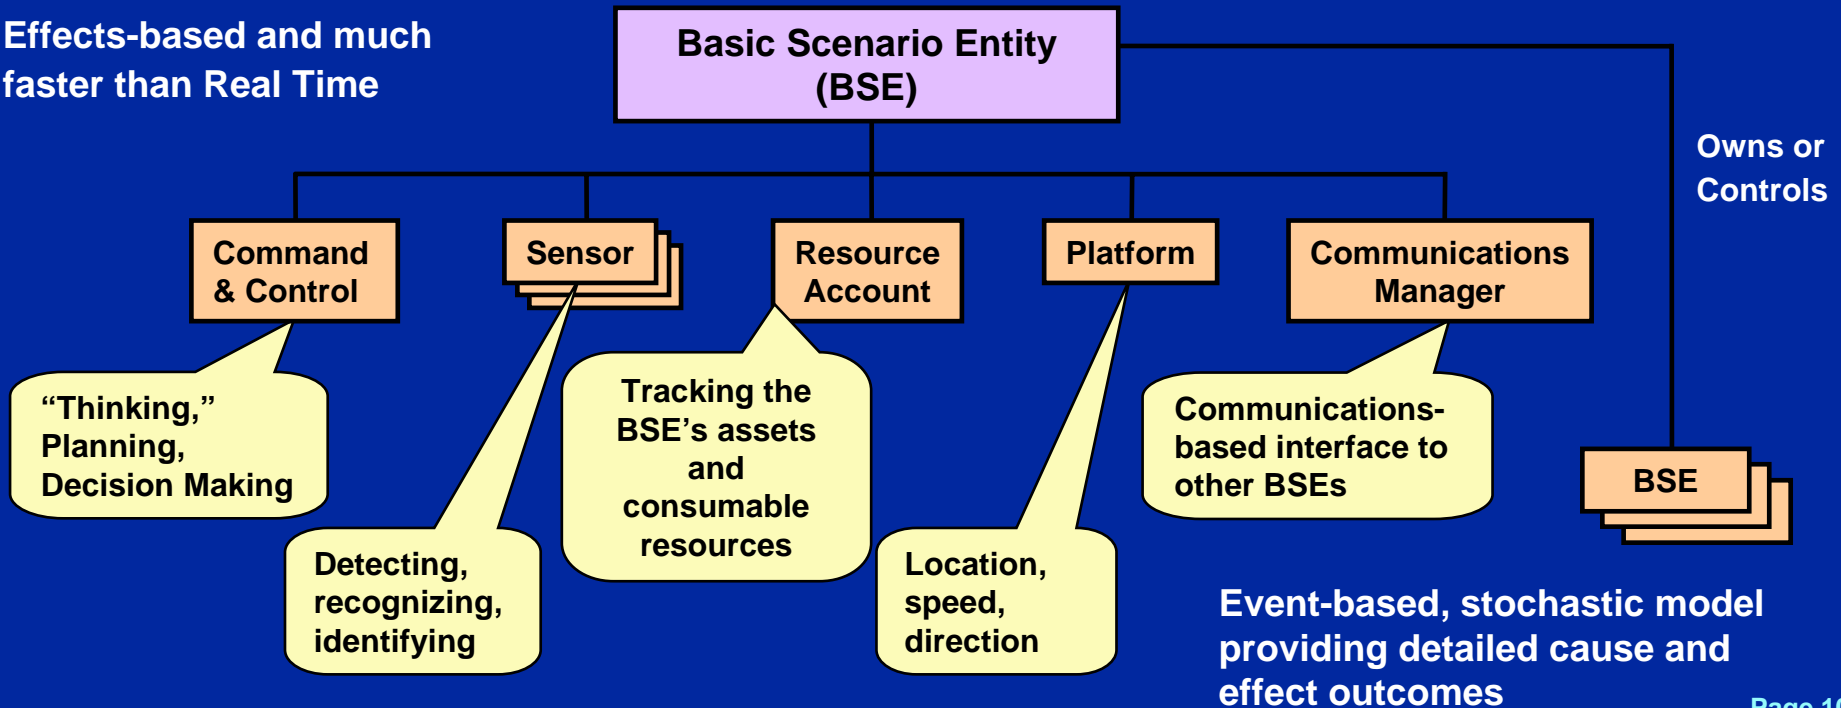 Effects-based and much
faster than Real Time
Basic Scenario Entity
(BSE)
Owns or
Controls
Command
& Control
Sensor
Resource
Account
Platform
Communications
Manager
“Thinking,”
Planning,
Decision Making
Detecting,
recognizing,
identifying
Tracking the
BSE’s assets
and
consumable
resources
Location,
speed,
direction
Communications-
based interface to
other BSEs
BSE
Event-based, stochastic model
providing detailed cause and
effect outcomes
Page